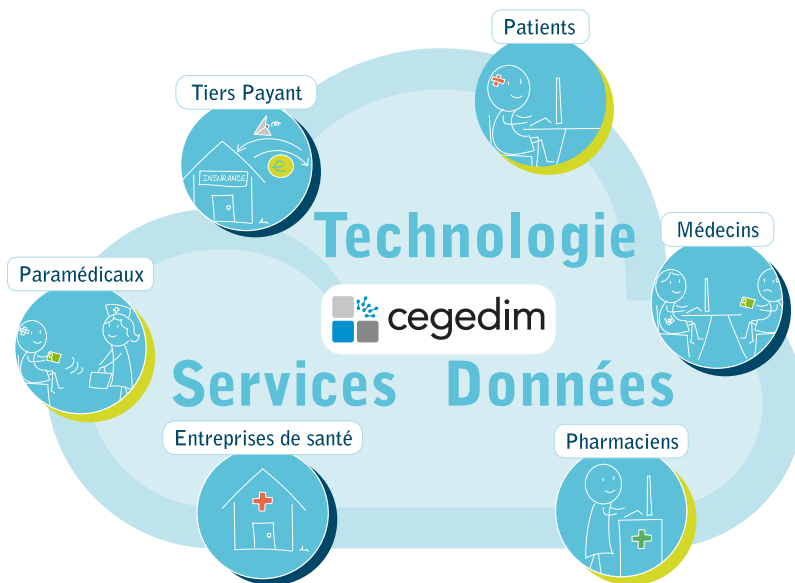 Patients
Tiers Payant
INSURANCE
€
Technologie
Médecins
Paramédicaux
cegedim
Services Données
Entreprises de santé
Pharmaciens